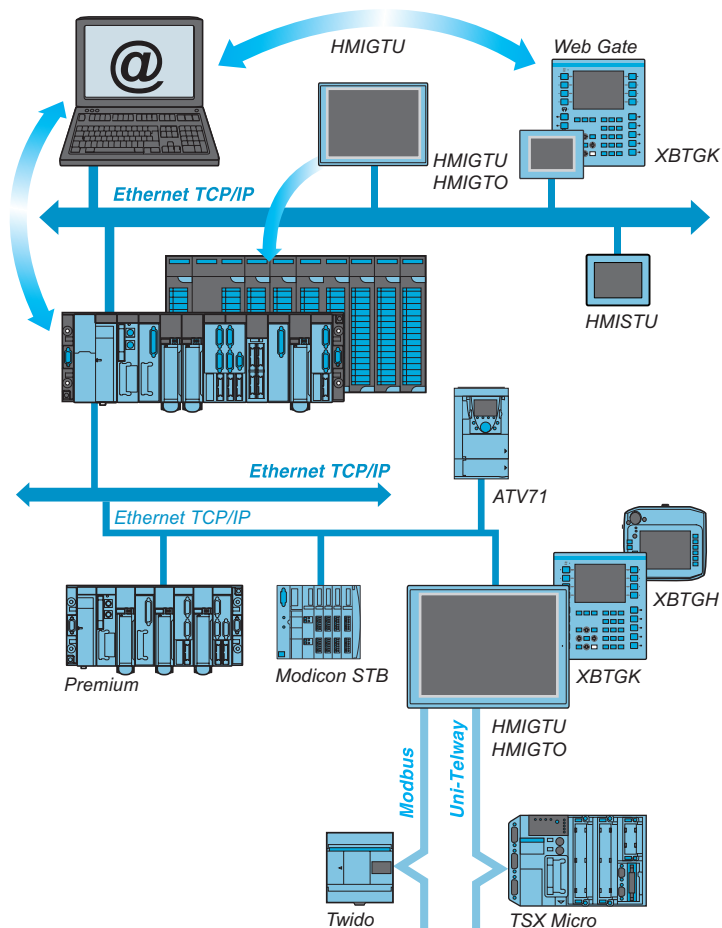 HMIGTU
Web Gate
@
HMIGTU
HMIGTO
XBTGK
Ethernet TCP/IP
HMISTU
Ethernet TCP/IP
ATV71
Ethernet TCP/IP
XBTGH
Premium
Modicon STB
XBTGK
HMIGTU
HMIGTO
Modbus
Uni-Telway
Twido
TSX Micro